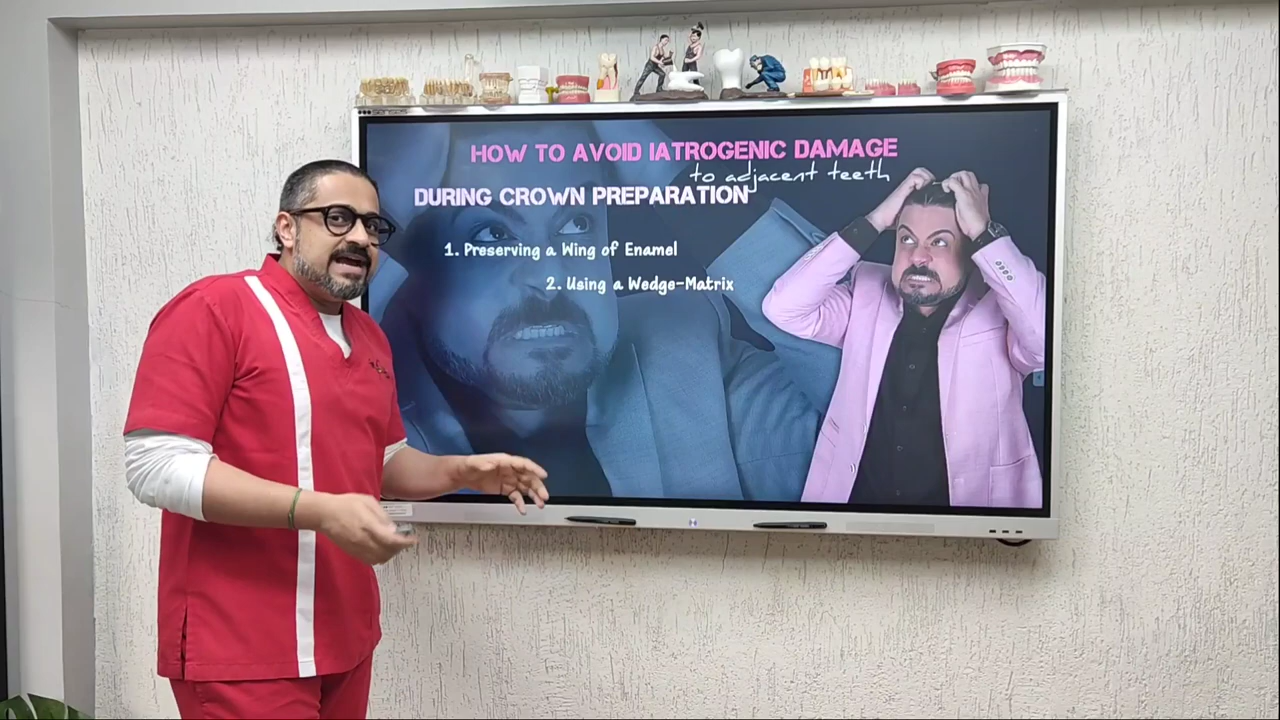 HOW TO AVOID IATROGENIC DAMAGE
to adjacent teeth
DURING CROWN PREPARATION
1. Preserving a Wing of Enamel
2. Using a Wedge-Matrix